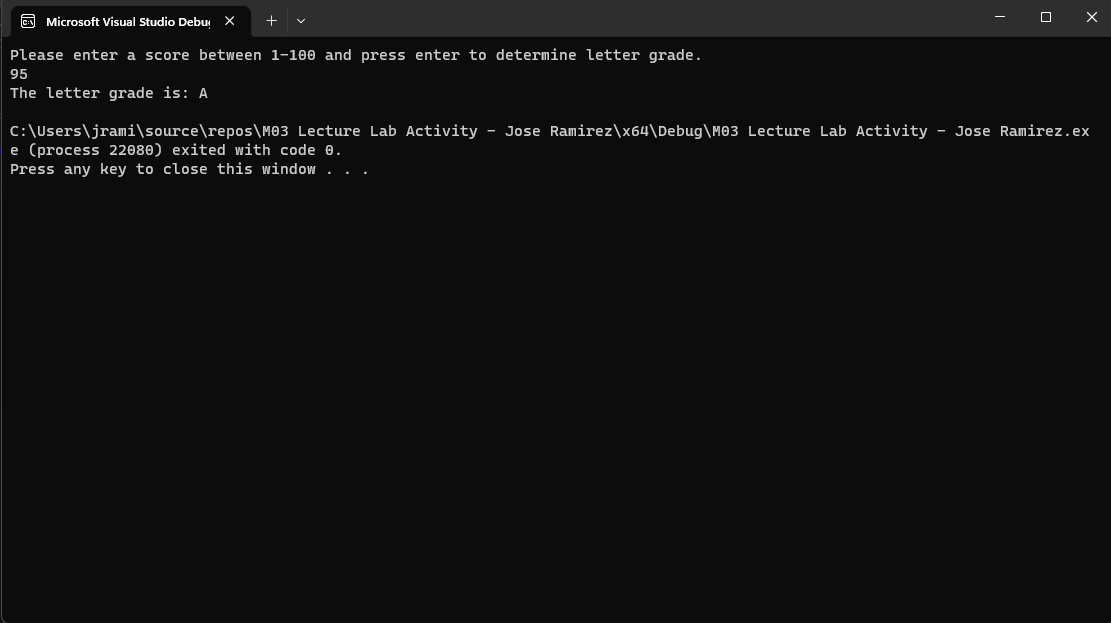 Microsoft Visual Studio Debu
Please enter a score between 1-100 and press enter to determine letter grade.
95
The letter grade is: A
C:\Users\jrami\source\repos\M03 Lecture Lab Activity - Jose Ramirez\x64\Debug\M03 Lecture Lab Activity - Jose Ramirez.ex
e (process 22080) exited with code 0.
Press any key to close this window . . .